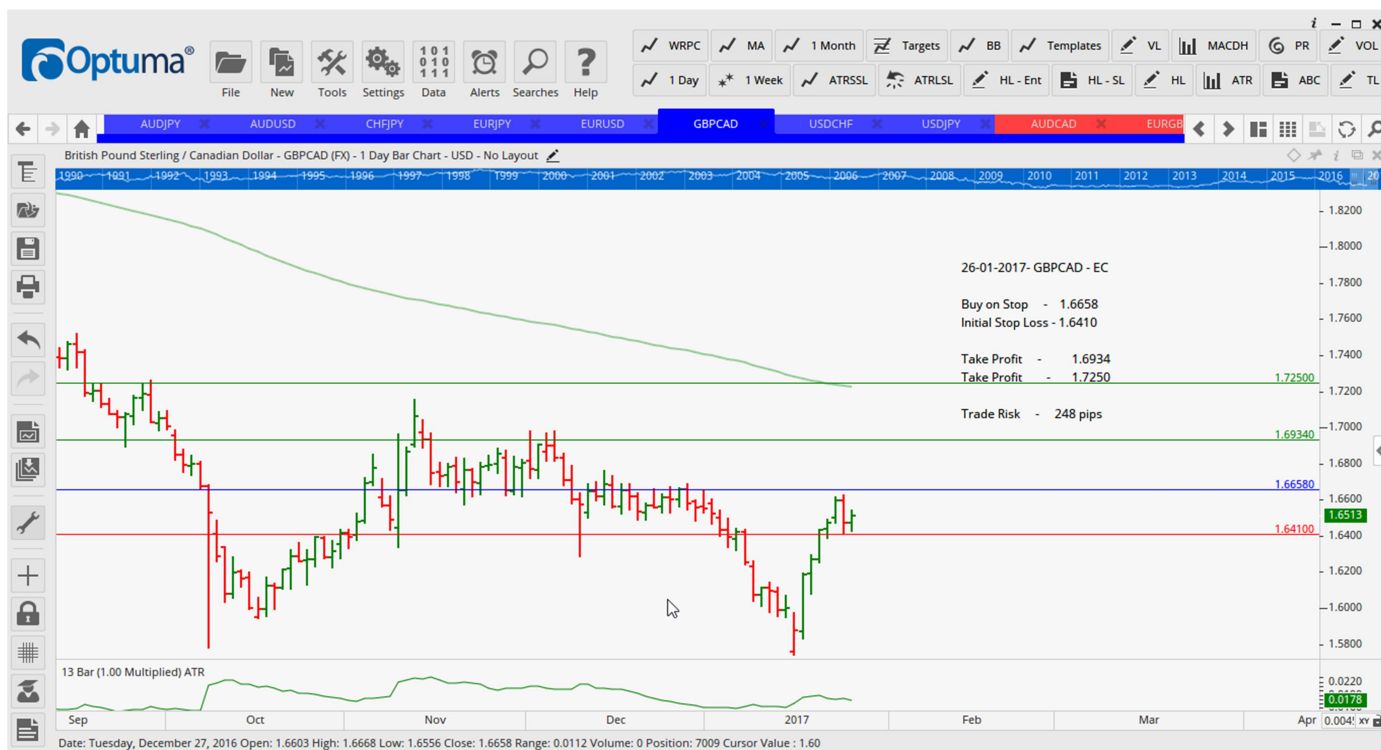 Optuma®
File
New
Tools
Settings
101
010
111
Data
Alerts
Searches
?
Help
WRPC MA 1 Month Targets BB Templates VL MACDH PR VOL
1 Day 1 Week ATRSSL ATRLSL HL - Ent HL - SL HL ATR ABC TL
AUDJPY AUDUSD CHFJPY EURJPY EURUSD GBPCAD USDCHF USDJPY AUDCAD EURGB
British Pound Sterling / Canadian Dollar - GBPCAD (FX) - 1 Day Bar Chart - USD - No Layout
1990 1991 1992 1993 1994 1995 1996 1997 1998 1999 2000 2001 2002 2003 2004 2005 2006 2007 2008 2009 2010 2011 2012 2013 2014 2015 2016
1.8200
1.8000
1.7800
1.7600
1.7400
1.7200
1.7000
1.6800
1.6600
1.6513
1.6400
1.6200
1.6000
1.5800
26-01-2017- GBPCAD - EC
Buy on Stop - 1.6658
Initial Stop Loss - 1.6410
Take Profit - 1.6934
Take Profit - 1.7250
Trade Risk - 248 pips
1.72500
1.69340
1.66580
1.64100
13 Bar (1.00 Multiplied) ATR
0.0220
0.0178
Sep Oct Nov Dec 2017 Feb Mar Apr
XY
Date: Tuesday, December 27, 2016 Open: 1.6603 High: 1.6668 Low: 1.6556 Close: 1.6658 Range: 0.0112 Volume: 0 Position: 7009 Cursor Value : 1.60